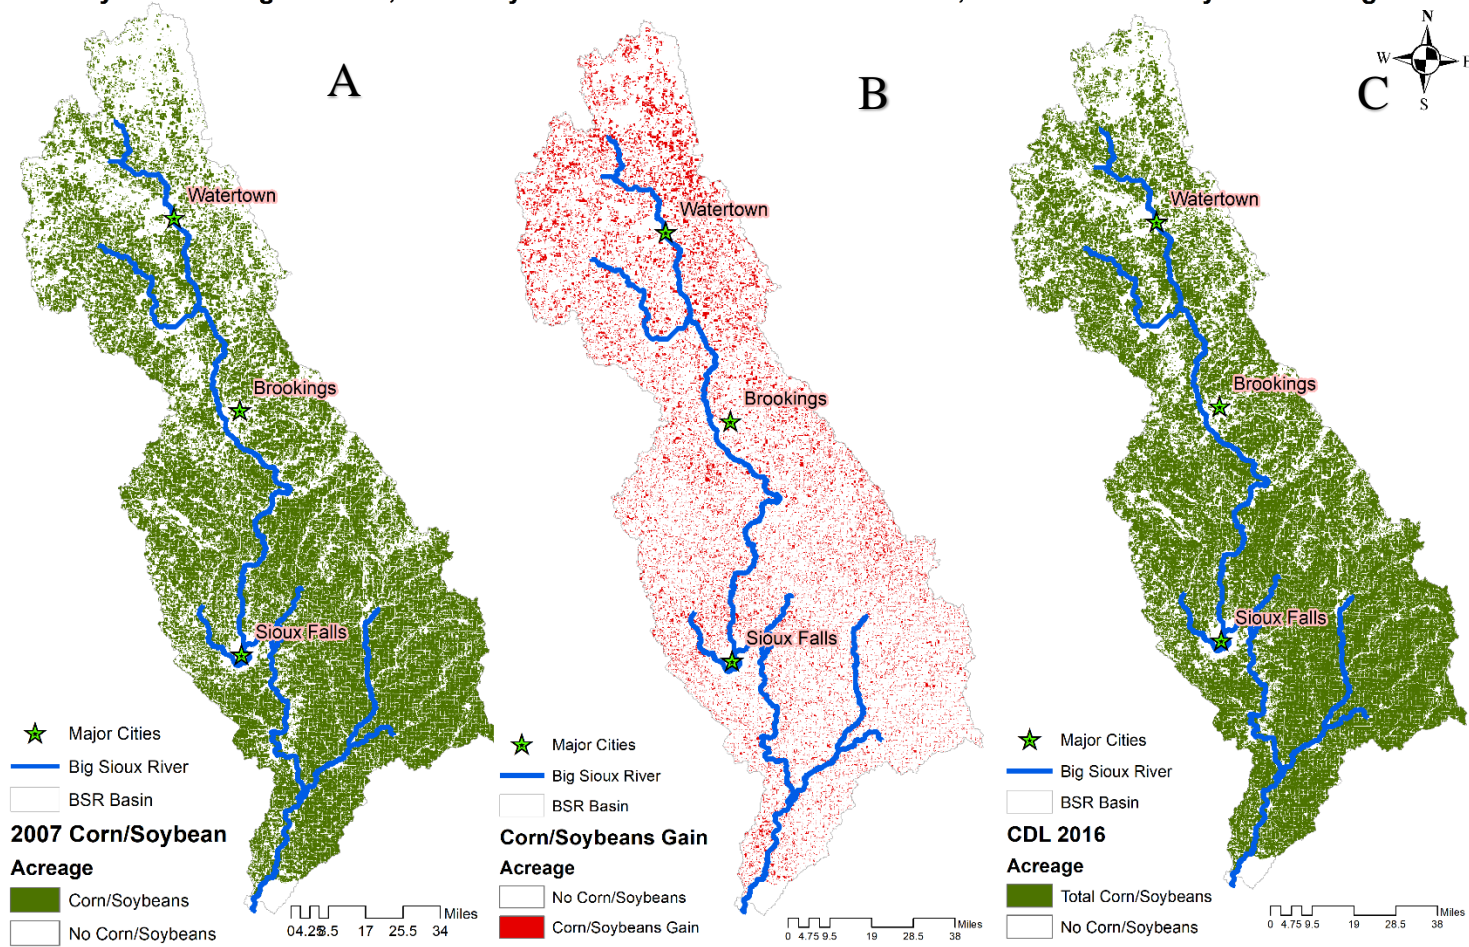 A
B
C
N
W
E
S
Watertown
Brookings
Sioux Falls
Major Cities
Big Sioux River
BSR Basin
2007 Corn/Soybean
Acreage
Corn/Soybeans
No Corn/Soybeans
Miles
04.258.5 17 25.5 34
Watertown
Brookings
Sioux Falls
Major Cities
Big Sioux River
BSR Basin
Corn/Soybeans Gain
Acreage
No Corn/Soybeans
Corn/Soybeans Gain
Miles
0 4.75 9.5 19 28.5 38
Watertown
Brookings
Sioux Falls
Major Cities
Big Sioux River
BSR Basin
CDL 2016
Acreage
Total Corn/Soybeans
No Corn/Soybeans
Miles
0 4.75 9.5 19 28.5 38